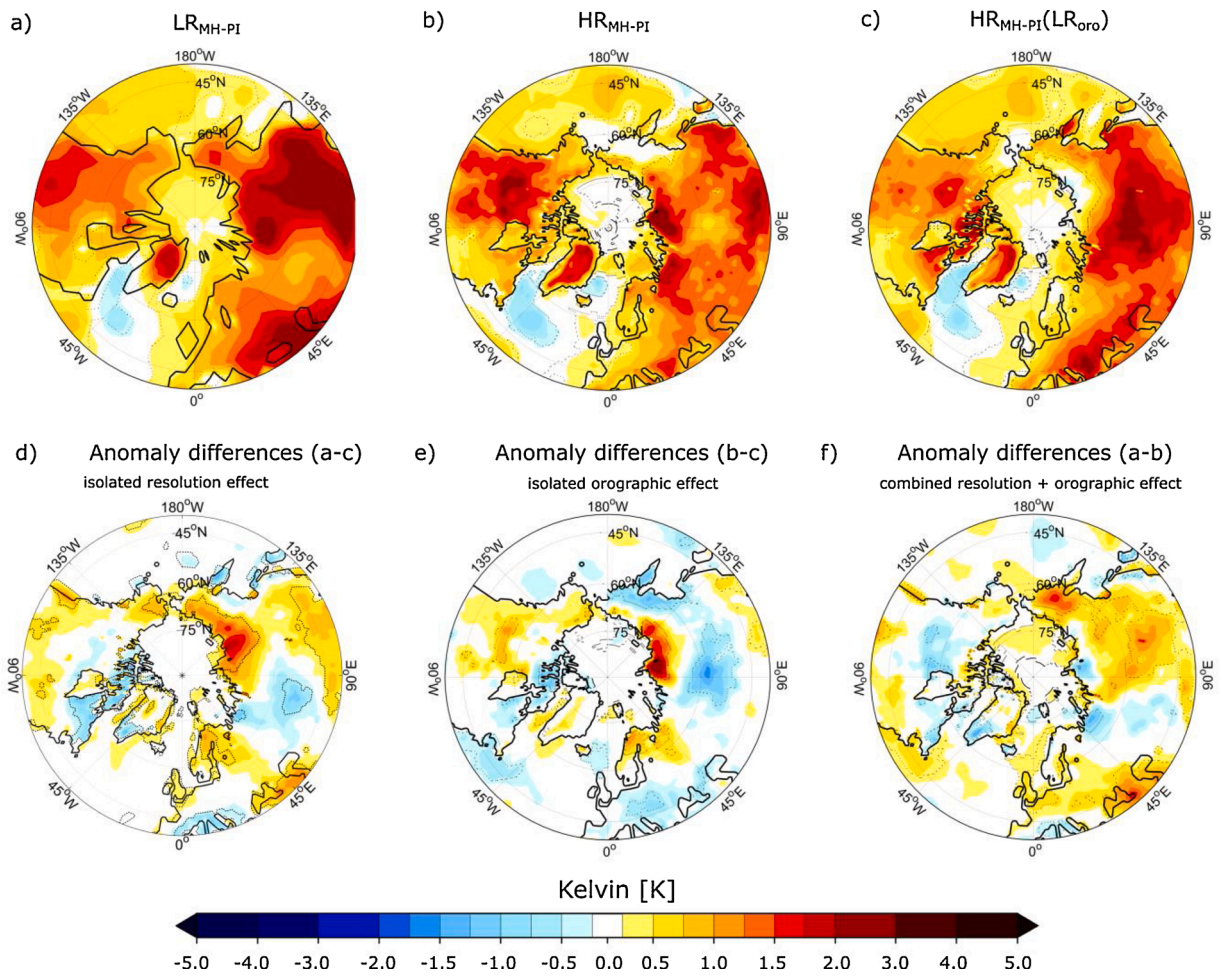 a) LR_MH-PI
b) HR_MH-PI
c) HR_MH-PI(LR_oro)
180°W
45°N
135°W
135°E
60°N
75°N
90°W
45°W
0°
45°E
180°W
45°N
135°W
135°E
60°N
75°N
90°W
45°W
0°
45°E
180°W
45°N
135°W
135°E
60°N
75°N
90°W
90°E
45°W
0°
45°E
d) Anomaly differences (a-c)
isolated resolution effect
e) Anomaly differences (b-c)
isolated orographic effect
f) Anomaly differences (a-b)
combined resolution + orographic effect
180°W
45°N
135°W
135°E
60°N
75°N
90°W
90°E
45°W
0°
45°E
180°W
45°N
135°W
135°E
60°N
75°N
90°W
90°E
45°W
0°
45°E
180°W
45°N
135°W
135°E
60°N
75°N
90°W
90°E
45°W
0°
45°E
Kelvin [K]
-5.0 -4.0 -3.0 -2.0 -1.5 -1.0 -0.5 0.0 0.5 1.0 1.5 2.0 3.0 4.0 5.0